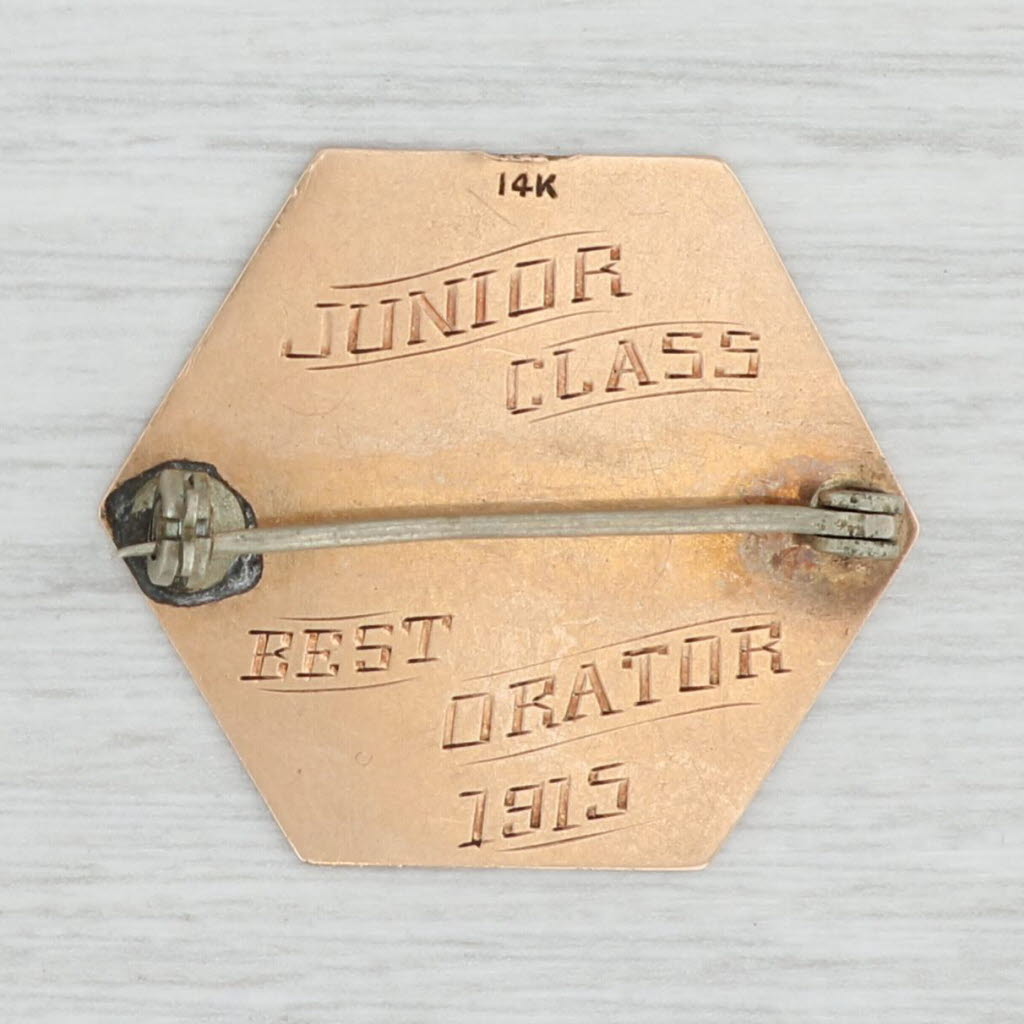 14K
JUNIOR
CLASS
BEST
ORATOR
1915